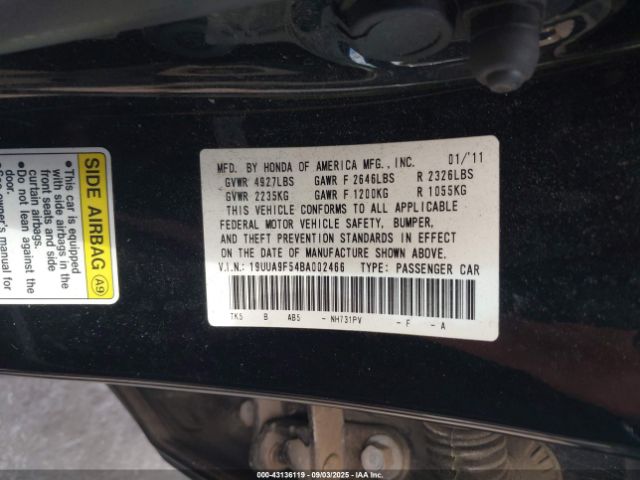 MFD. BY HONDA OF AMERICA MFG., INC. 01/'11
GVWR 4927LBS GAWR F 2646LBS R 2326LBS
GVWR 2235KG GAWR F 1200KG R 1055KG
THIS VEHICLE CONFORMS TO ALL APPLICABLE
FEDERAL MOTOR VEHICLE SAFETY, BUMPER,
AND THEFT PREVENTION STANDARDS IN EFFECT
ON THE DATE OF MANUFACTURE SHOWN ABOVE.
V.I.N.: 19UUA9F54BA002466 TYPE: PASSENGER CAR
TK5 B AB5 - NH731PV - F - A
SIDE AIRBAG A9
• This car is equipped
with side airbags in the
front seats and side
curtain airbags.
• Do not lean against the
door.
owner's manual for
000-43136119 | 09/03/2025 | IAA Inc.